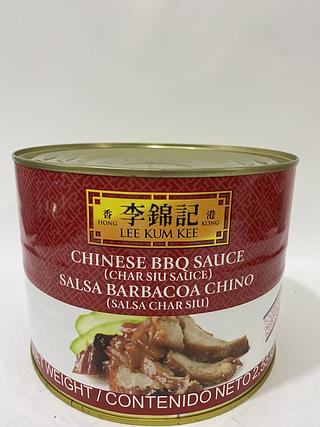 香 李錦記 港
HONG LEE KUM KEE KONG
CHINESE BBQ SAUCE
(CHAR SIU SAUCE)
SALSA BARBACOA CHINO
(SALSA CHAR SIU)
WEIGHT / CONTENIDO NETO